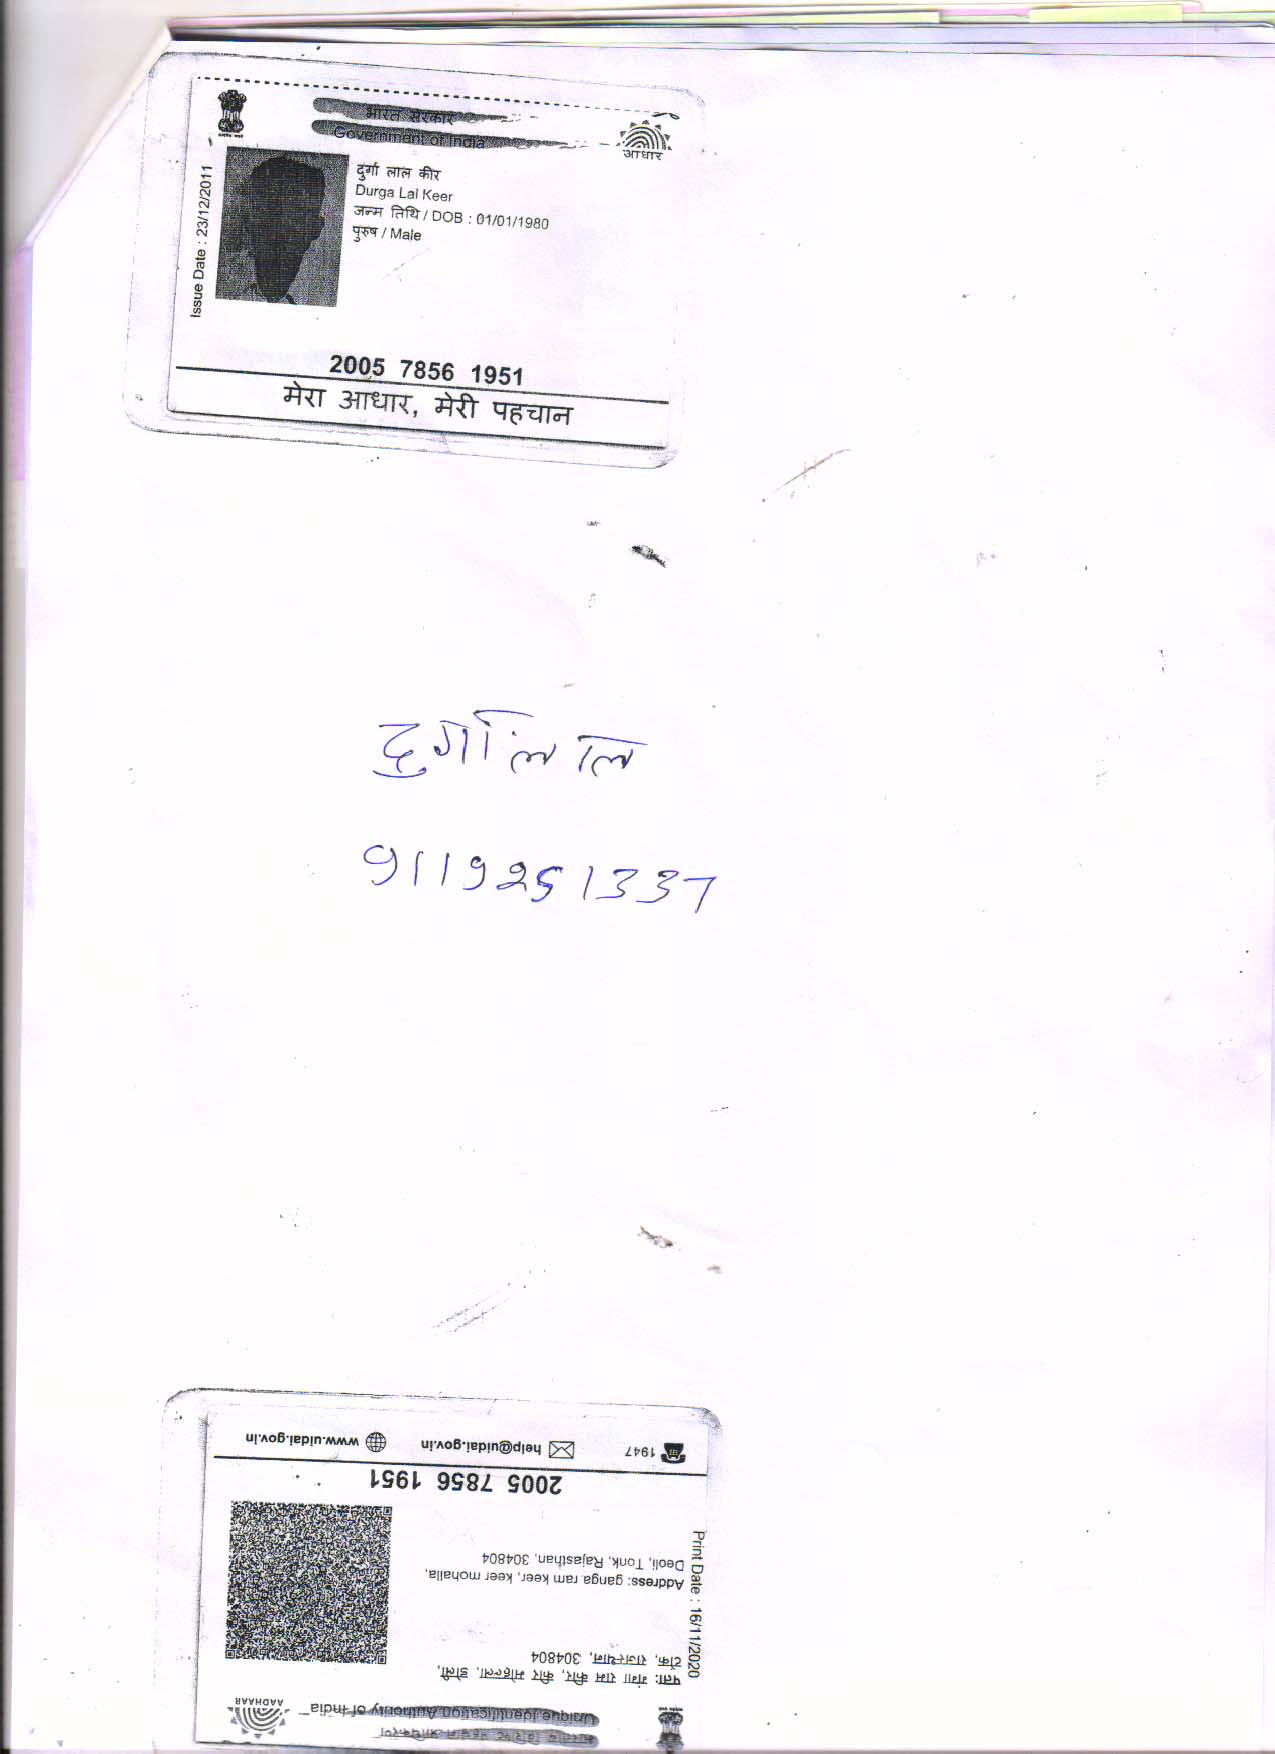 भारत सरकार
Government of India
आधार
Issue Date : 23/12/2011
दुर्गा लाल कीर
Durga Lal Keer
जन्म तिथि / DOB : 01/01/1980
पुरुष / Male
2005 7856 1951
मेरा आधार, मेरी पहचान
दुर्गालाल
9119251337
भारतीय विशिष्ट पहचान प्राधिकरण
Unique Identification Authority of India
AADHAAR
पता: गंगा राम कीर, कीर मोहल्ला, डोली,
टोंक, राजस्थान, 304804
Address: ganga ram keer, keer mohalla,
Deoli, Tonk, Rajasthan, 304804
Print Date : 16/11/2020
2005 7856 1951
1947
help@uidai.gov.in
www.uidai.gov.in